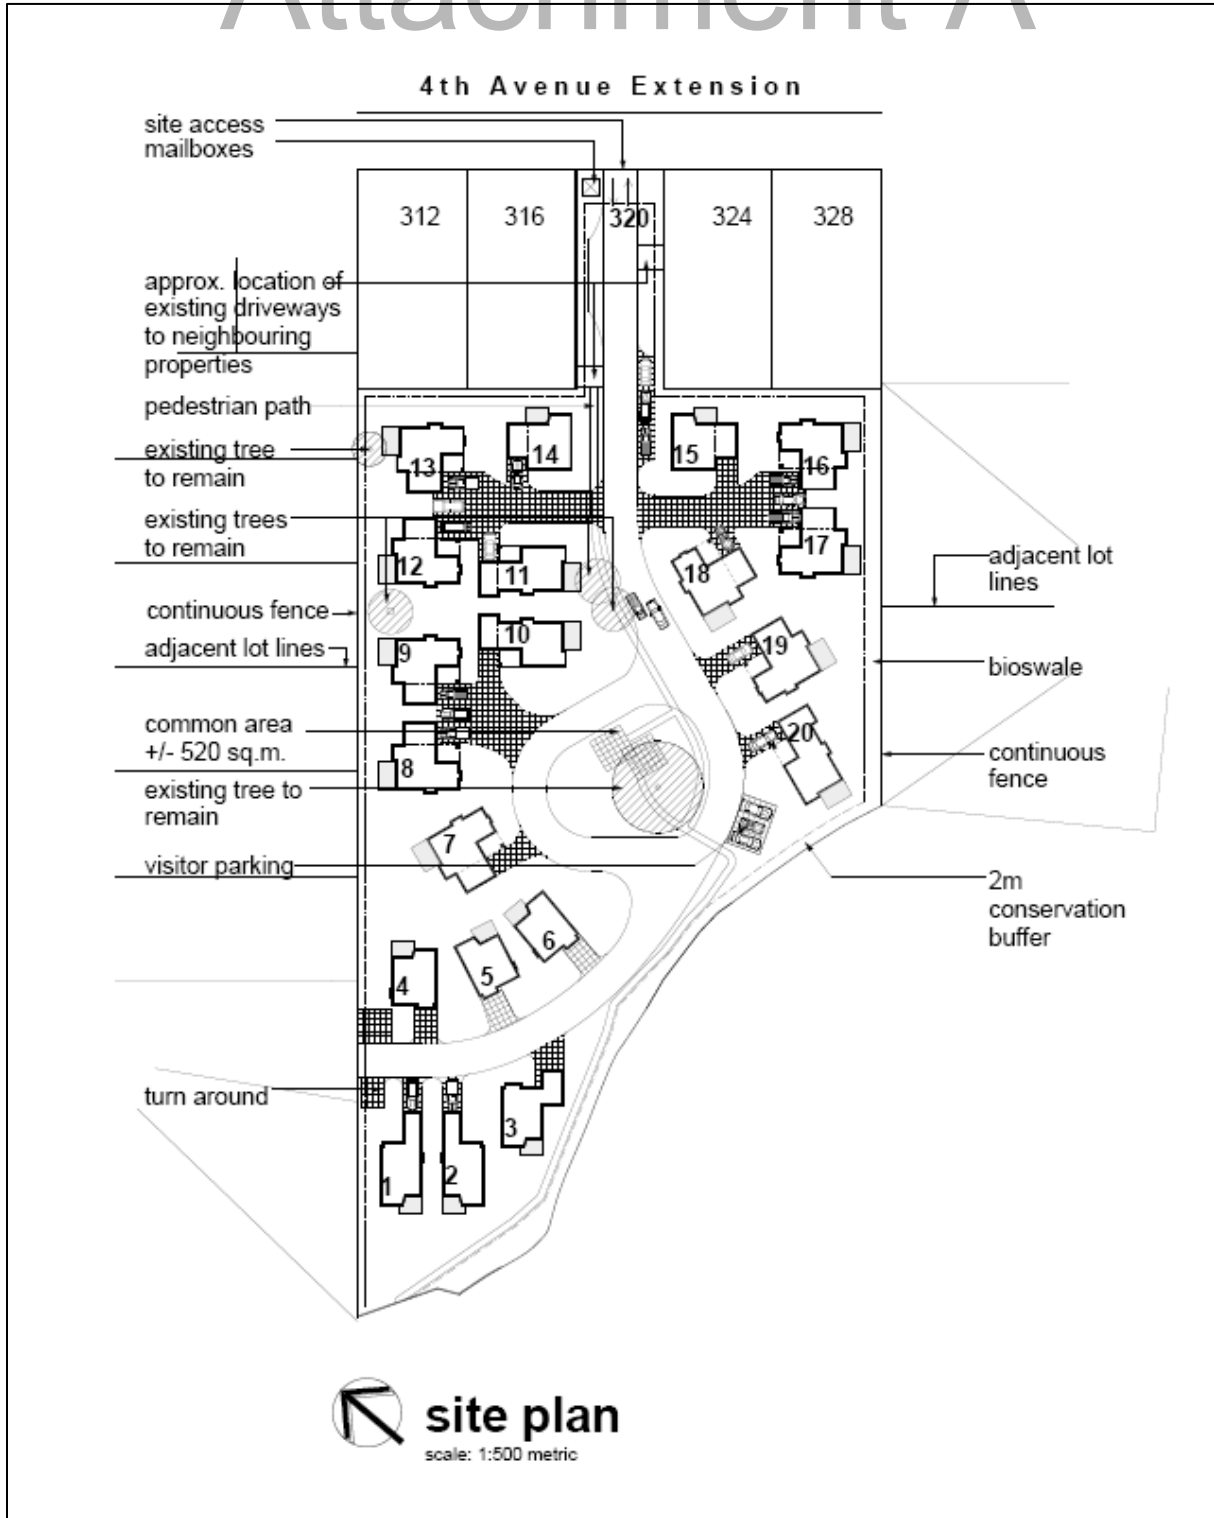 Attachment A
4th Avenue Extension
site access
mailboxes
312
316
320
324
328
approx. location of
existing driveways
to neighbouring
properties
pedestrian path
existing tree
to remain
existing trees
to remain
continuous fence
adjacent lot lines
common area
+/- 520 sq.m.
existing tree to
remain
visitor parking
turn around
13
14
15
16
12
11
18
17
9
10
19
8
20
7
6
5
4
3
1
2
adjacent lot
lines
bioswale
continuous
fence
2m
conservation
buffer
site plan
scale: 1:500 metric